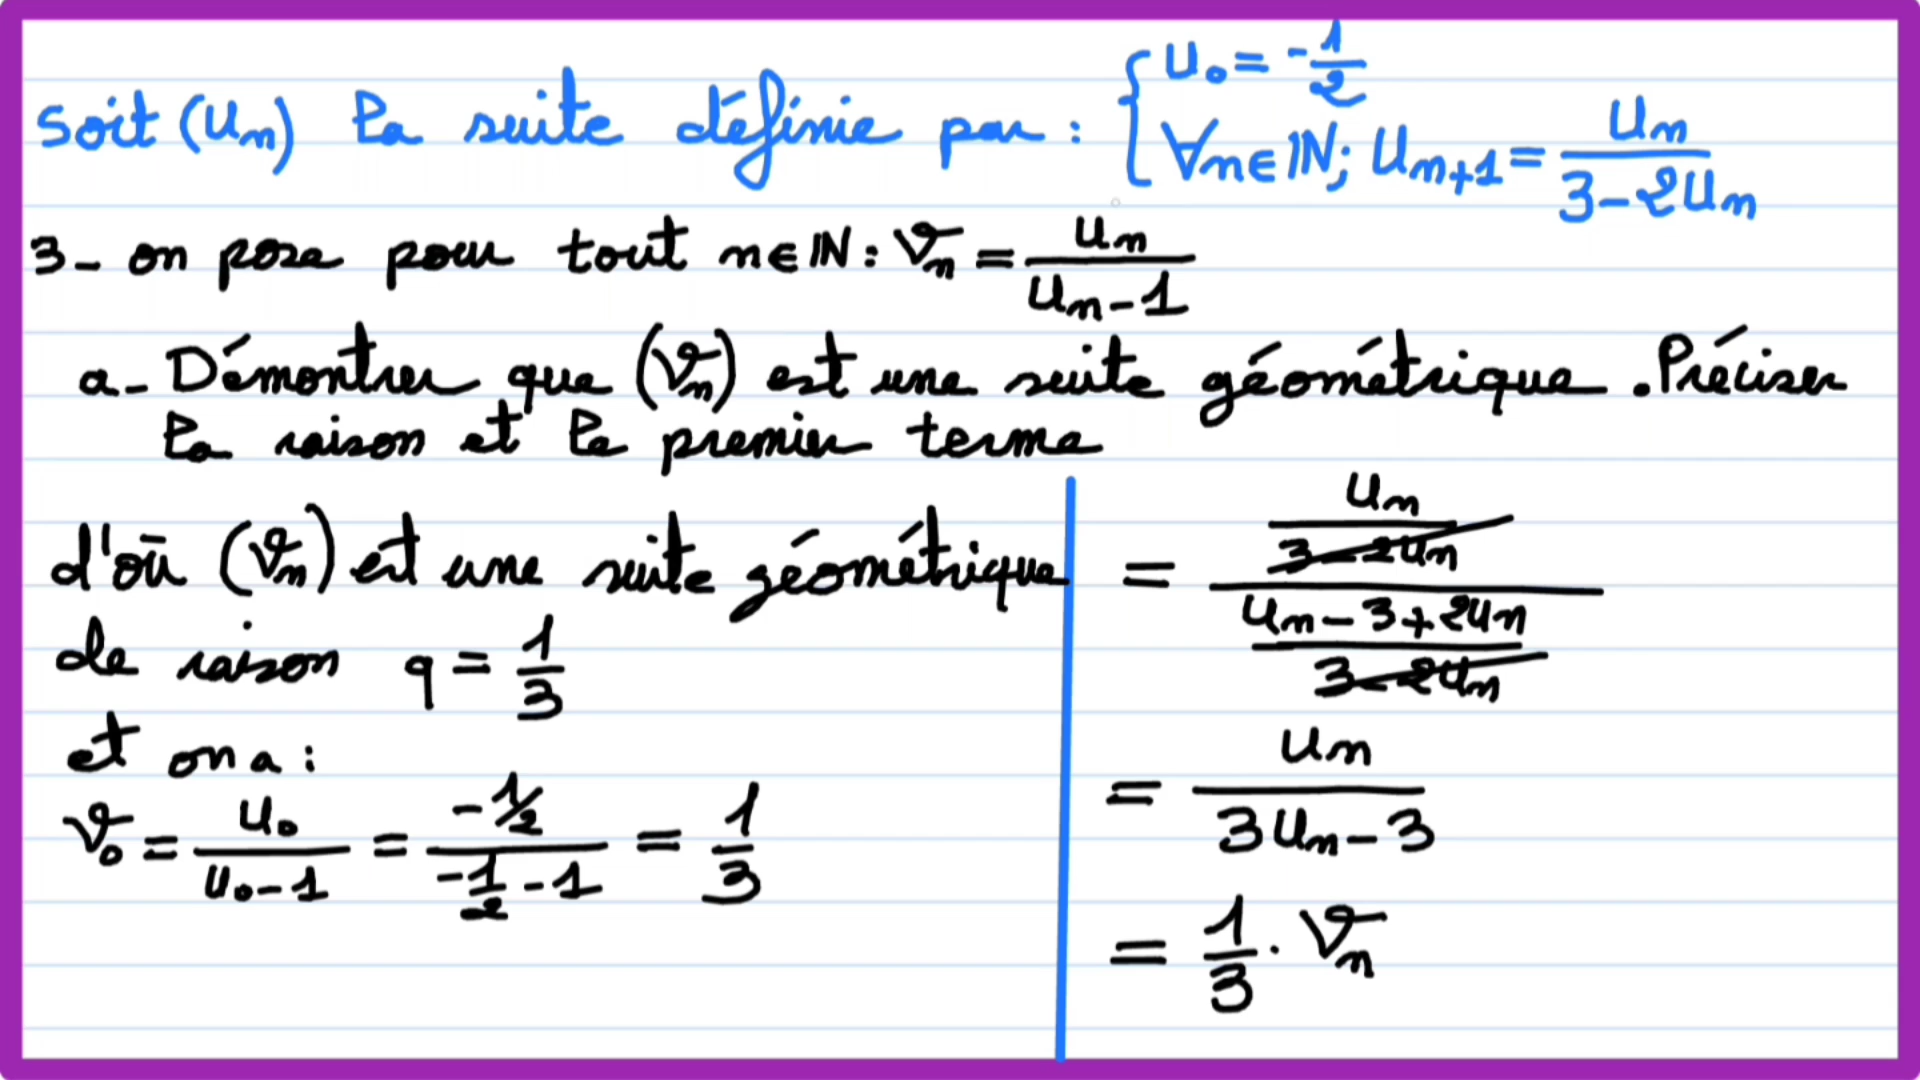 soit (Un) la suite définie par : { U₀ = -1/2
∀n∈ℕ; Un+1 = Un/(3-2Un)
3- on pose pour tout n∈ℕ : Vn = Un/(Un-1)
a- Démontrer que (Vn) est une suite géométrique. Préciser
la raison et le premier terme
d'où (Vn) est une suite géométrique
de raison q = 1/3
et on a :
V₀ = U₀/(U₀-1) = (-1/2)/(-1/2 -1) = 1/3
= (Un/(3-2Un))/((Un-3+2Un)/(3-2Un))
= Un/(3Un-3)
= 1/3 · Vn